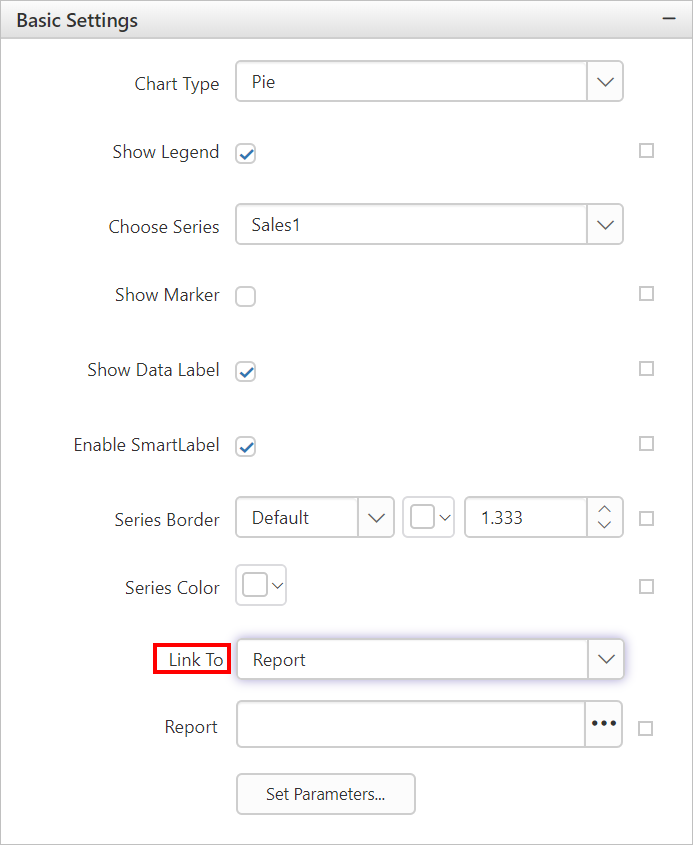 Basic Settings
Chart Type Pie
Show Legend
Choose Series Sales1
Show Marker
Show Data Label
Enable SmartLabel
Series Border Default 1.333
Series Color
Link To Report
Report
Set Parameters...